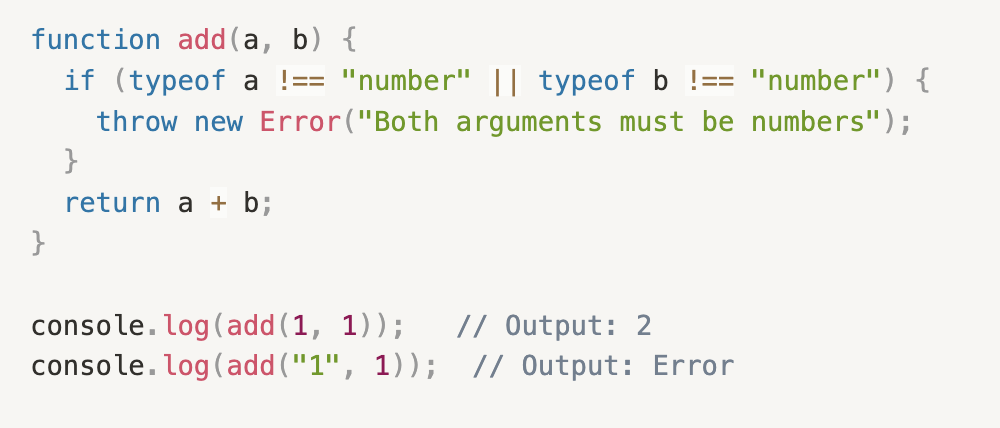 function add(a, b) {
  if (typeof a !== "number" || typeof b !== "number") {
    throw new Error("Both arguments must be numbers");
  }
  return a + b;
}

console.log(add(1, 1));   // Output: 2
console.log(add("1", 1));  // Output: Error